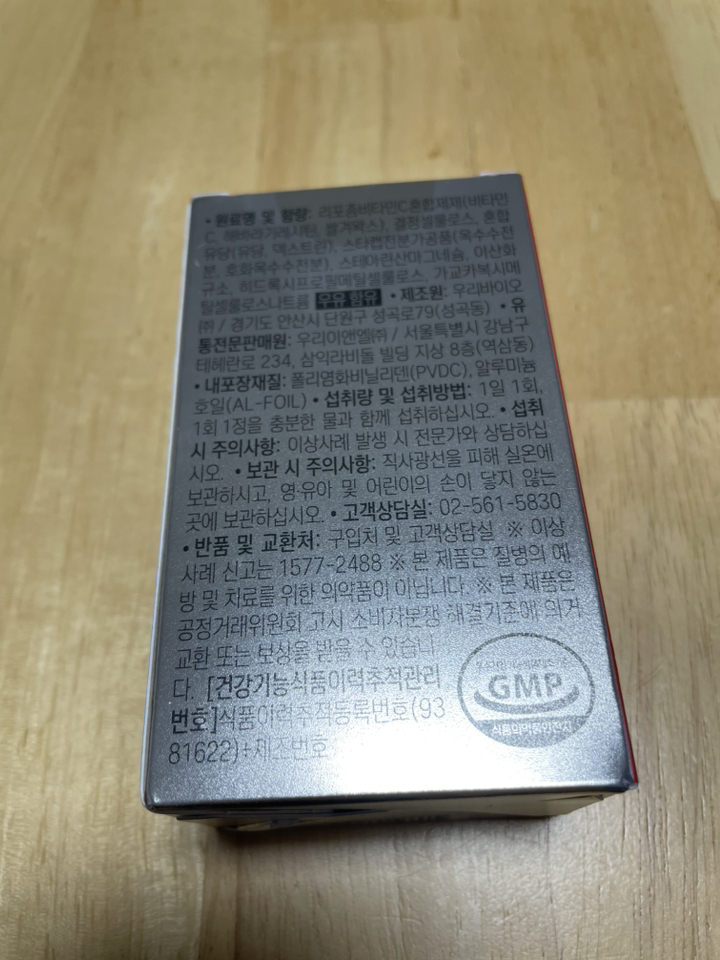 • 원료명 및 함량: 리포좀비타민C혼합제제(비타민
C, 해바라기레시틴, 쌀겨왁스), 결정셀룰로스, 혼합
유당(유당, 덱스트린), 스타캡전분가공품(옥수수전
분, 호화옥수수전분), 스테아린산마그네슘, 이산화
규소, 히드록시프로필메틸셀룰로스, 가교카복시메
틸셀룰로스나트륨 우유 함유 • 제조원: 우리바이오
㈜ / 경기도 안산시 단원구 성곡로79(성곡동) • 유
통전문판매원: 우리이앤엘㈜ / 서울특별시 강남구
테헤란로 234, 삼익라비돌 빌딩 지상 8층(역삼동)
• 내포장재질: 폴리염화비닐리덴(PVDC), 알루미늄
호일(AL-FOIL) • 섭취량 및 섭취방법: 1일 1회,
1회 1정을 충분한 물과 함께 섭취하십시오. • 섭취
시 주의사항: 이상사례 발생 시 전문가와 상담하십
시오. • 보관 시 주의사항: 직사광선을 피해 실온에
보관하시고, 영·유아 및 어린이의 손이 닿지 않는
곳에 보관하십시오 • 고객상담실: 02-561-5830
• 반품 및 교환처: 구입처 및 고객상담실 ※ 이상
사례 신고는 1577-2488 ※ 본 제품은 질병의 예
방 및 치료를 위한 의약품이 아닙니다. ※ 본 제품은
공정거래위원회 고시 소비자분쟁 해결기준에 의거
교환 또는 보상을 받을 수 있습니
다. [건강기능식품이력추적관리
번호]식품이력추적등록번호(93
81622)+제조번호
GMP
식품의약품안전처